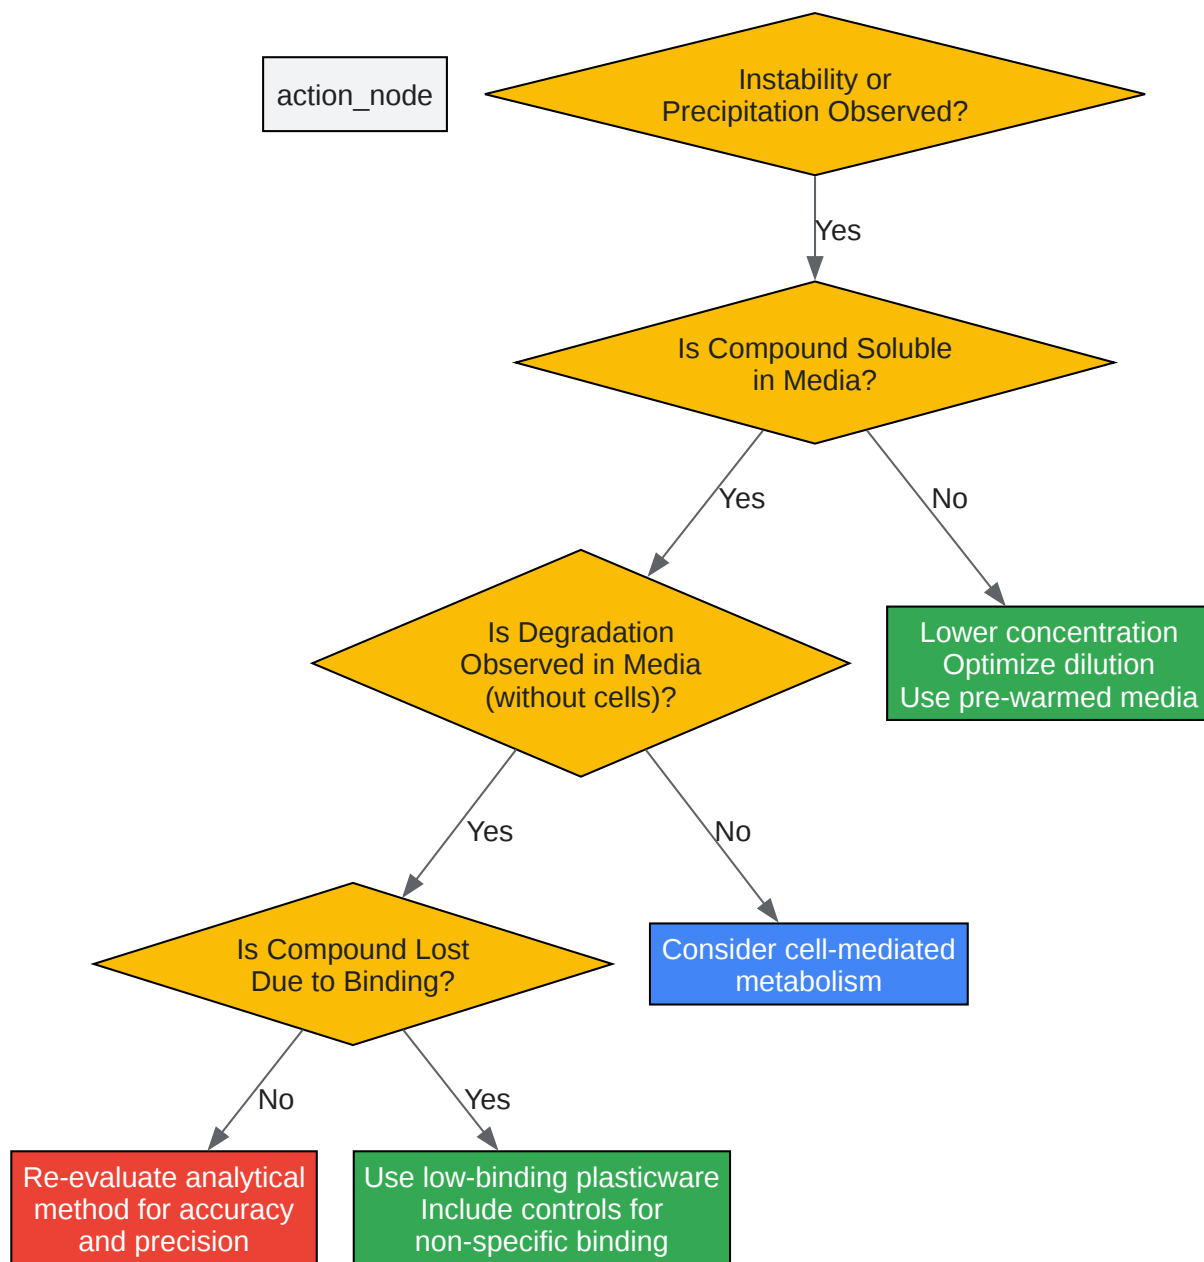 action_node
Instability or
Precipitation Observed?
Yes
Is Compound Soluble
in Media?
Yes
No
Is Degradation
Observed in Media
(without cells)?
Lower concentration
Optimize dilution
Use pre-warmed media
Yes
No
Is Compound Lost
Due to Binding?
Consider cell-mediated
metabolism
No
Yes
Re-evaluate analytical
method for accuracy
and precision
Use low-binding plasticware
Include controls for
non-specific binding